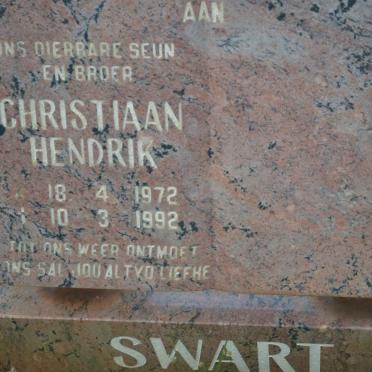 AAN
ONS DIERBARE SEUN
EN BROER
CHRISTIAAN
HENDRIK
* 18 4 1972
† 10 3 1992
TOT ONS WEER ONTMOET
ONS SAL JOU ALTYD LIEFHE
SWART